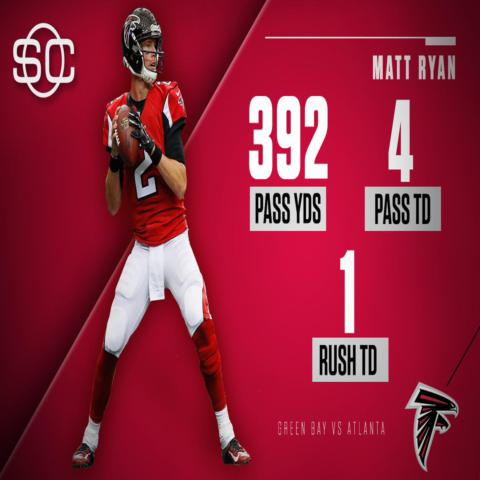 SC
MATT RYAN
392
PASS YDS
4
PASS TD
1
RUSH TD
GREEN BAY VS ATLANTA
2